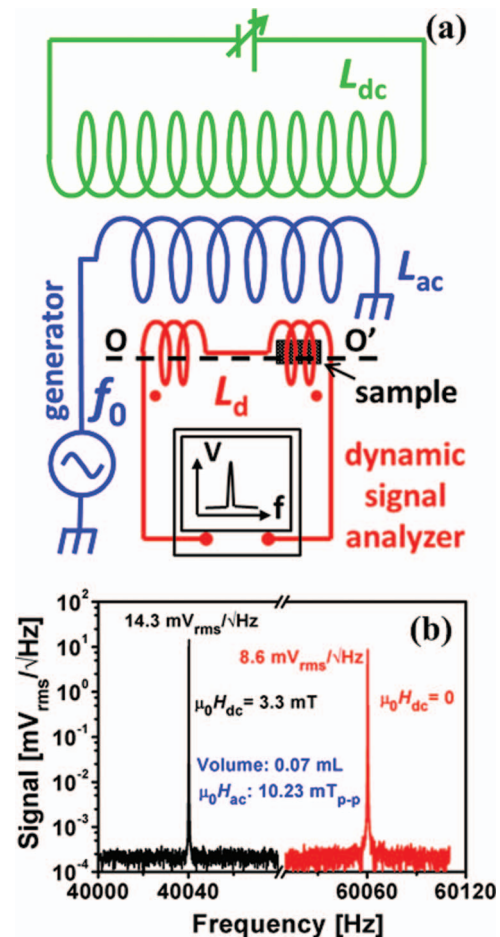 (a)
L_dc
L_ac
generator
f_0
O
O'
L_d
sample
V
f
dynamic
signal
analyzer
(b)
Signal [mV_rms/√Hz]
10^2
10^1
10^0
10^-1
10^-2
10^-3
10^-4
14.3 mV_rms/√Hz
8.6 mV_rms/√Hz
μ_0H_dc= 3.3 mT
μ_0H_dc= 0
Volume: 0.07 mL
μ_0H_ac: 10.23 mT_p-p
40000 40040 60060 60120
Frequency [Hz]